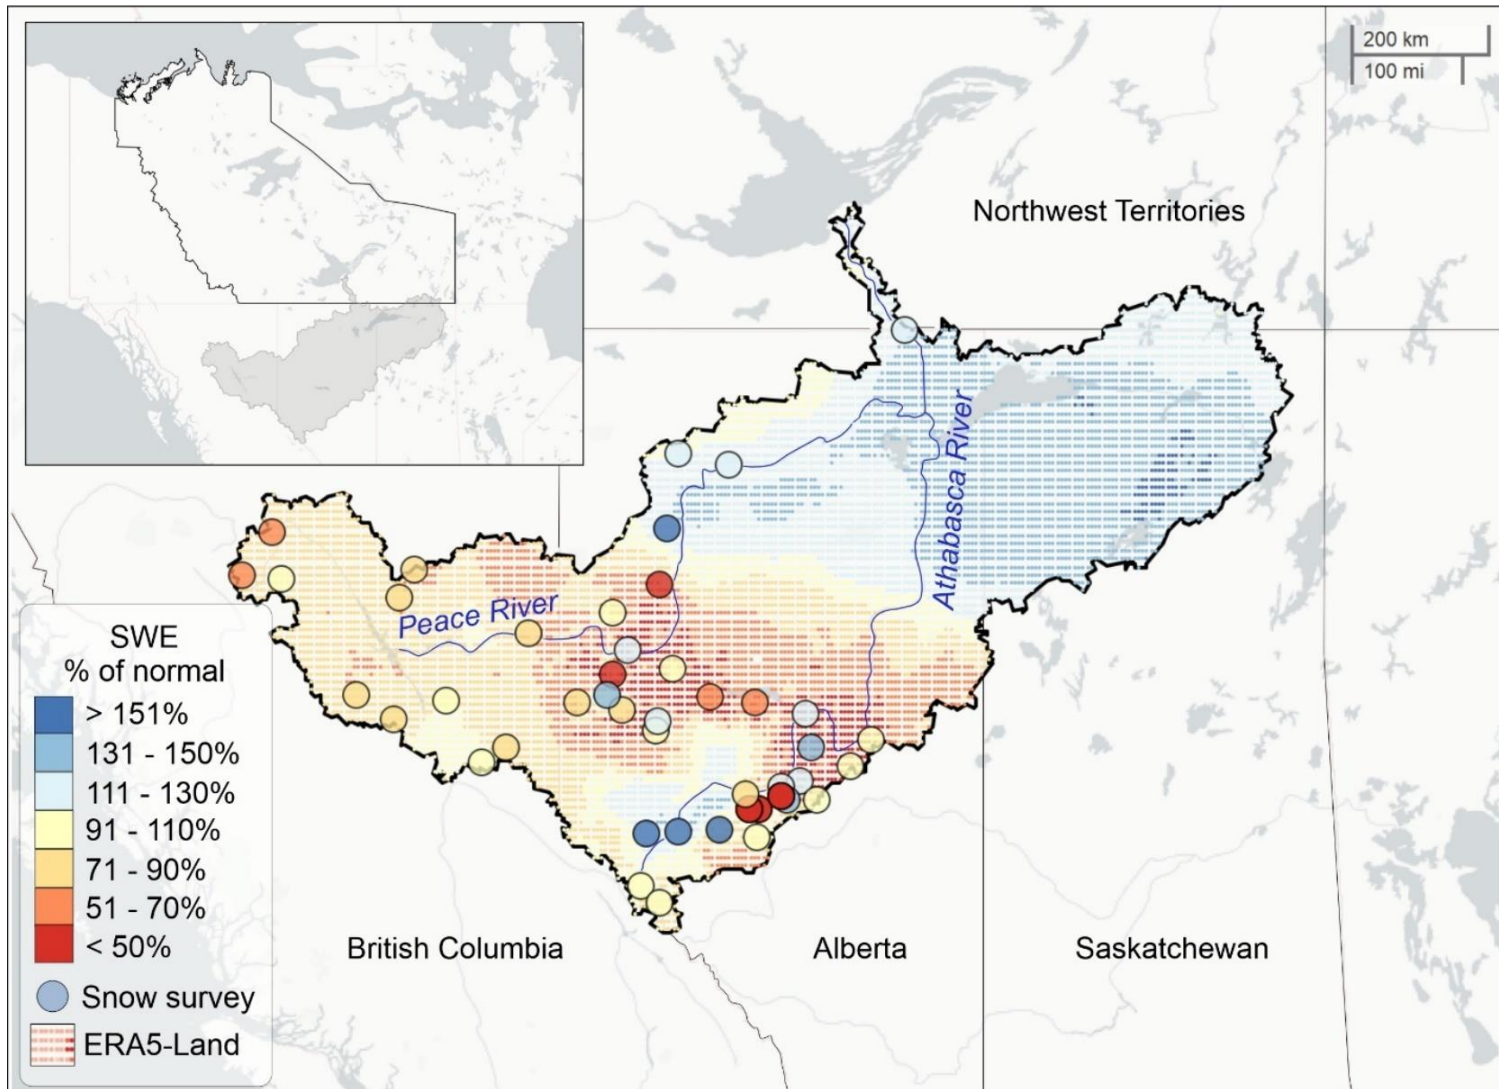 200 km
100 mi
Northwest Territories
Athabasca River
Peace River
SWE
% of normal
> 151%
131 - 150%
111 - 130%
91 - 110%
71 - 90%
51 - 70%
< 50%
Snow survey
ERA5-Land
British Columbia
Alberta
Saskatchewan